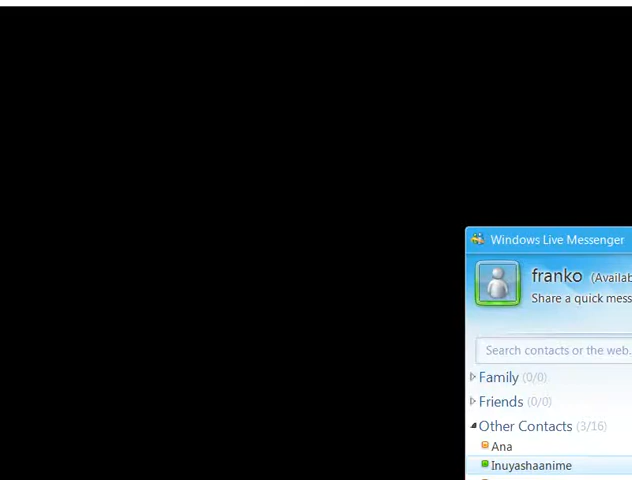 Windows Live Messenger
franko (Availab
Share a quick mess
Search contacts or the web.
Family (0/0)
Friends (0/0)
Other Contacts (3/16)
Ana
Inuyashaanime